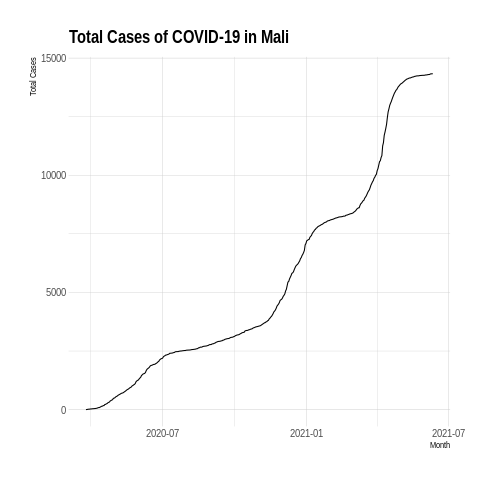 Total Cases of COVID-19 in Mali
Total Cases
15000
10000
5000
0
2020-07
2021-01
2021-07
Month